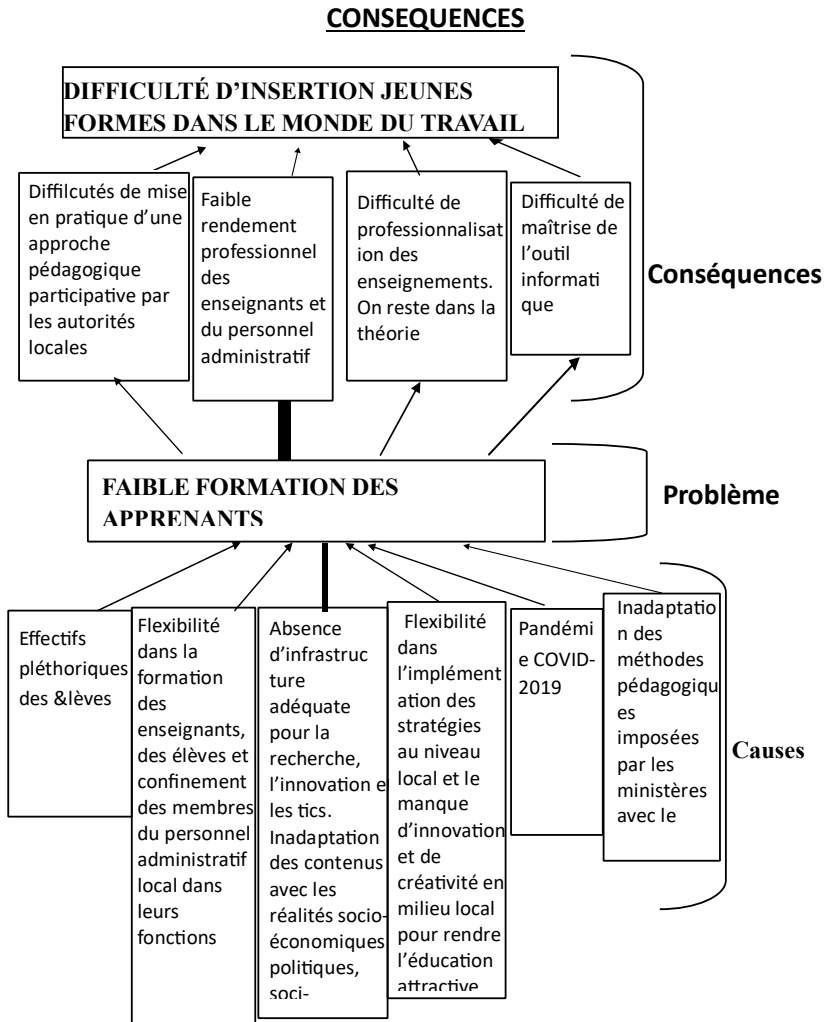 CONSEQUENCES
DIFFICULTÉ D’INSERTION JEUNES
FORMES DANS LE MONDE DU TRAVAIL
Diffilcutés de mise
en pratique d’une
approche
pédagogique
participative par
les autorités
locales
Faible
rendement
professionnel
des
enseignants et
du personnel
administratif
Difficulté de
professionnalisat
ion des
enseignements.
On reste dans la
théorie
Difficulté de
maîtrise de
l’outil
informati
que
Conséquences
FAIBLE FORMATION DES
APPRENANTS
Problème
Effectifs
pléthoriques
des &lèves
Flexibilité
dans la
formation
des
enseignants,
des élèves et
confinement
des membres
du personnel
administratif
local dans
leurs
fonctions
Absence
d’infrastruc
ture
adéquate
pour la
recherche,
l’innovation e
les tics.
Inadaptation
des contenus
avec les
réalités socio-
économiques
politiques,
soci-
Flexibilité
dans
l’implément
ation des
stratégies
au niveau
local et le
manque
d’innovation
et de
créativité en
milieu local
pour rendre
l’éducation
attractive
Pandémi
e COVID-
2019
Inadaptatio
n des
méthodes
pédagogiqu
es
imposées
par les
ministères
avec le
Causes